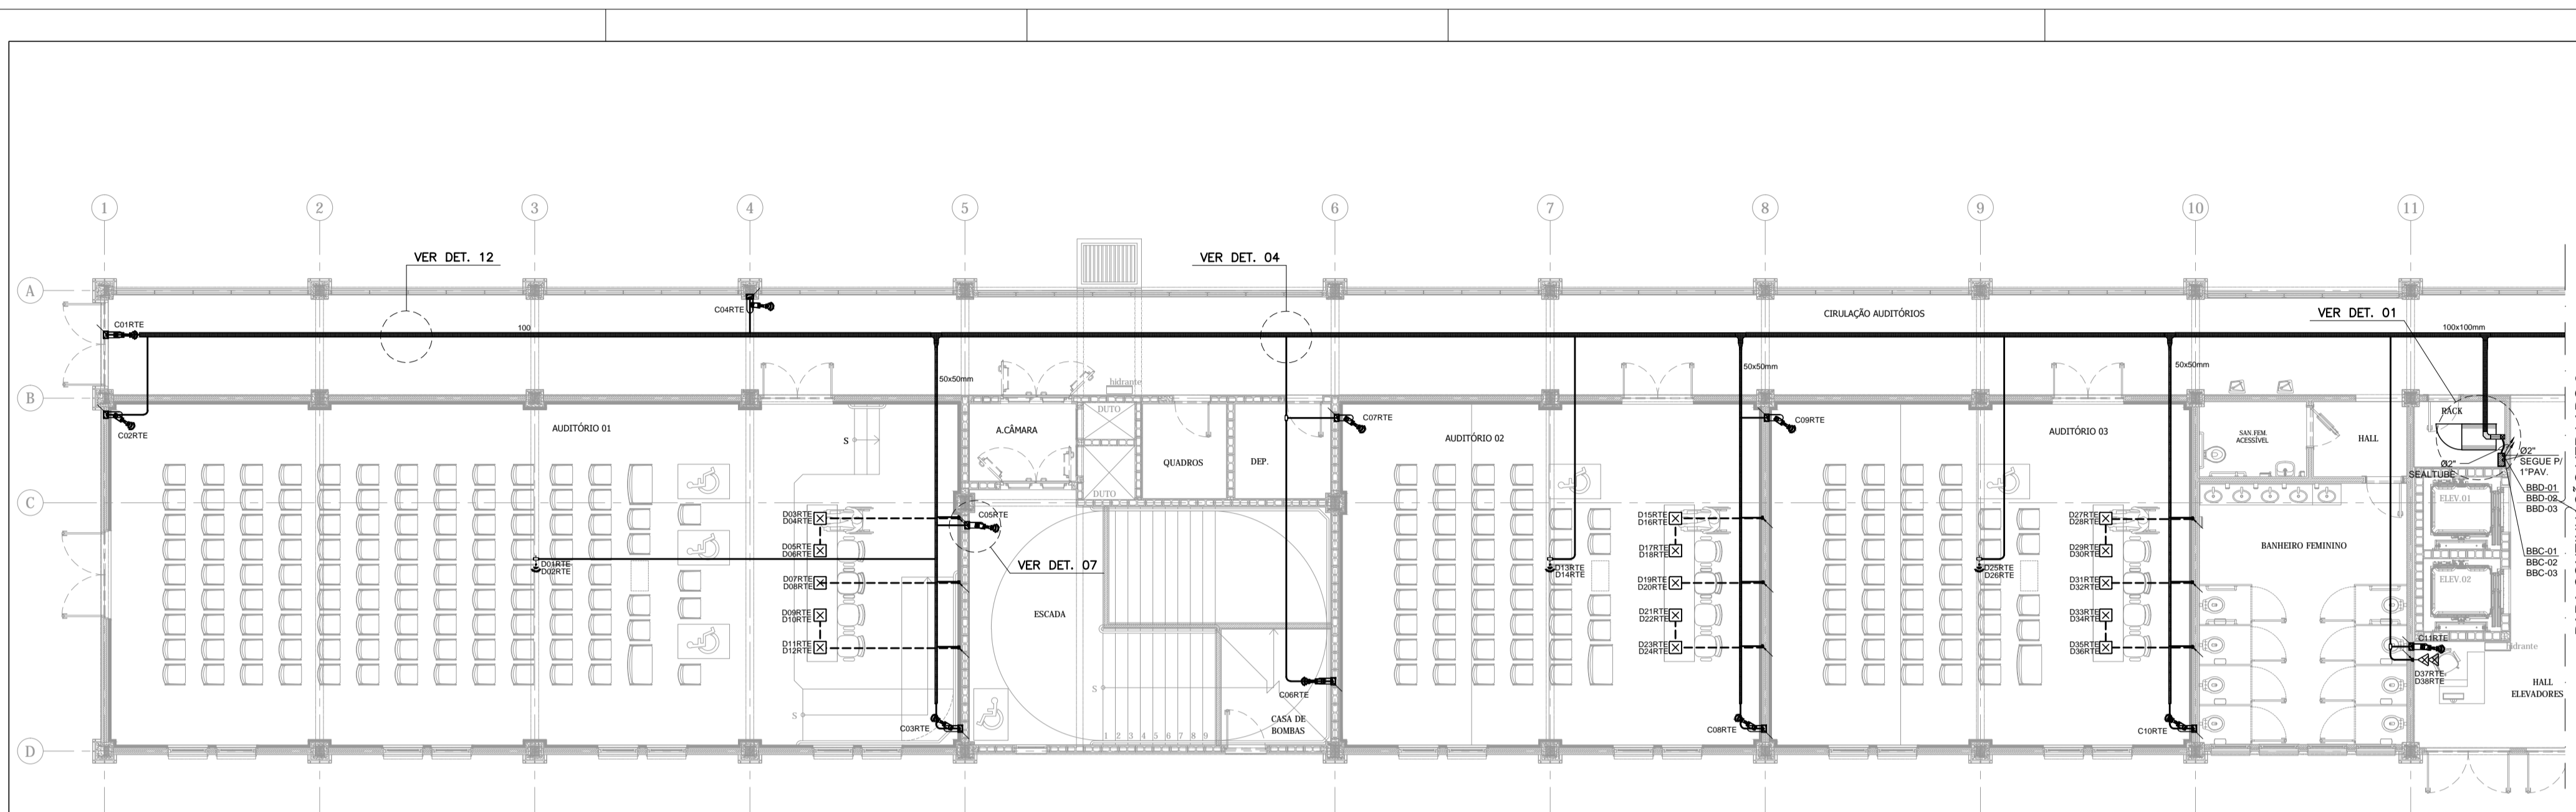 1
2
3
4
5
6
7
8
9
10
11
VER DET. 12
VER DET. 04
A
C04RTE
CIRULAÇÃO AUDITÓRIOS
VER DET. 01
C01RTE
100
100x100mm
50x50mm
50x50mm
50x50mm
hidrante
B
C02RTE
AUDITÓRIO 01
S
A.CÂMARA
DUTO
DUTO
QUADROS
DEP.
C07RTE
AUDITÓRIO 02
C09RTE
AUDITÓRIO 03
SAN.FEM.
ACESSÍVEL
HALL
RACK
Ø2"
SEALTUBE
Ø2"
SEGUE P/
1°PAV.
BBD-01
BBD-02
BBD-03
BBC-01
BBC-02
BBC-03
ELEV.01
ELEV.02
C
D03RTE
D04RTE
D05RTE
D06RTE
D07RTE
D08RTE
D09RTE
D10RTE
D11RTE
D12RTE
D01RTE
D02RTE
C05RTE
VER DET. 07
ESCADA
D13RTE
D14RTE
D15RTE
D16RTE
D17RTE
D18RTE
D19RTE
D20RTE
D21RTE
D22RTE
D23RTE
D24RTE
D25RTE
D26RTE
D27RTE
D28RTE
D29RTE
D30RTE
D31RTE
D32RTE
D33RTE
D34RTE
D35RTE
D36RTE
BANHEIRO FEMININO
C11RTE
hidrante
D37RTE
D38RTE
HALL
ELEVADORES
S
S
C03RTE
C06RTE
CASA DE
BOMBAS
1 2 3 4 5 6 7 8 9
C08RTE
C10RTE
D